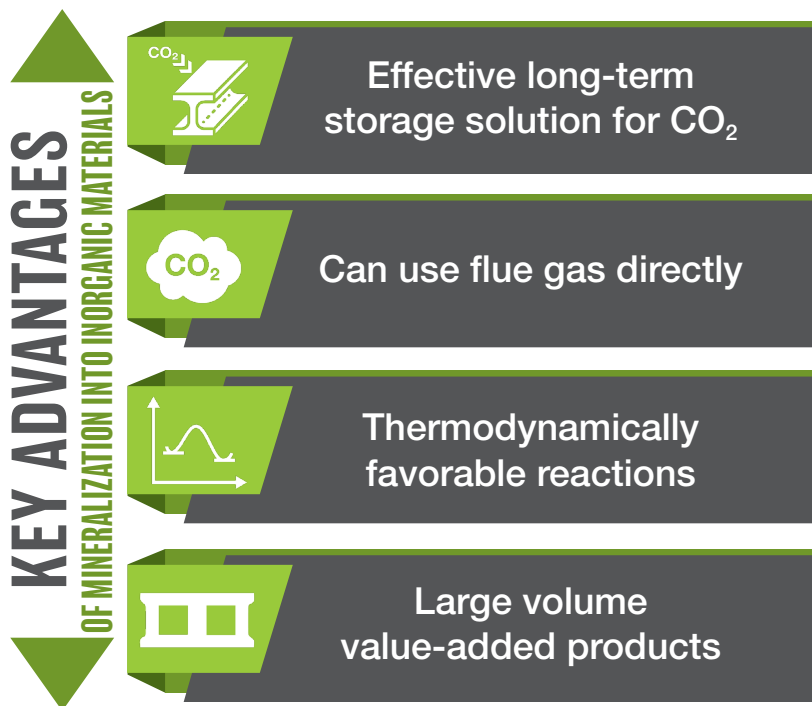 KEY ADVANTAGES
OF MINERALIZATION INTO INORGANIC MATERIALS
CO₂
Effective long-term
storage solution for CO₂
CO₂
Can use flue gas directly
Thermodynamically
favorable reactions
Large volume
value-added products